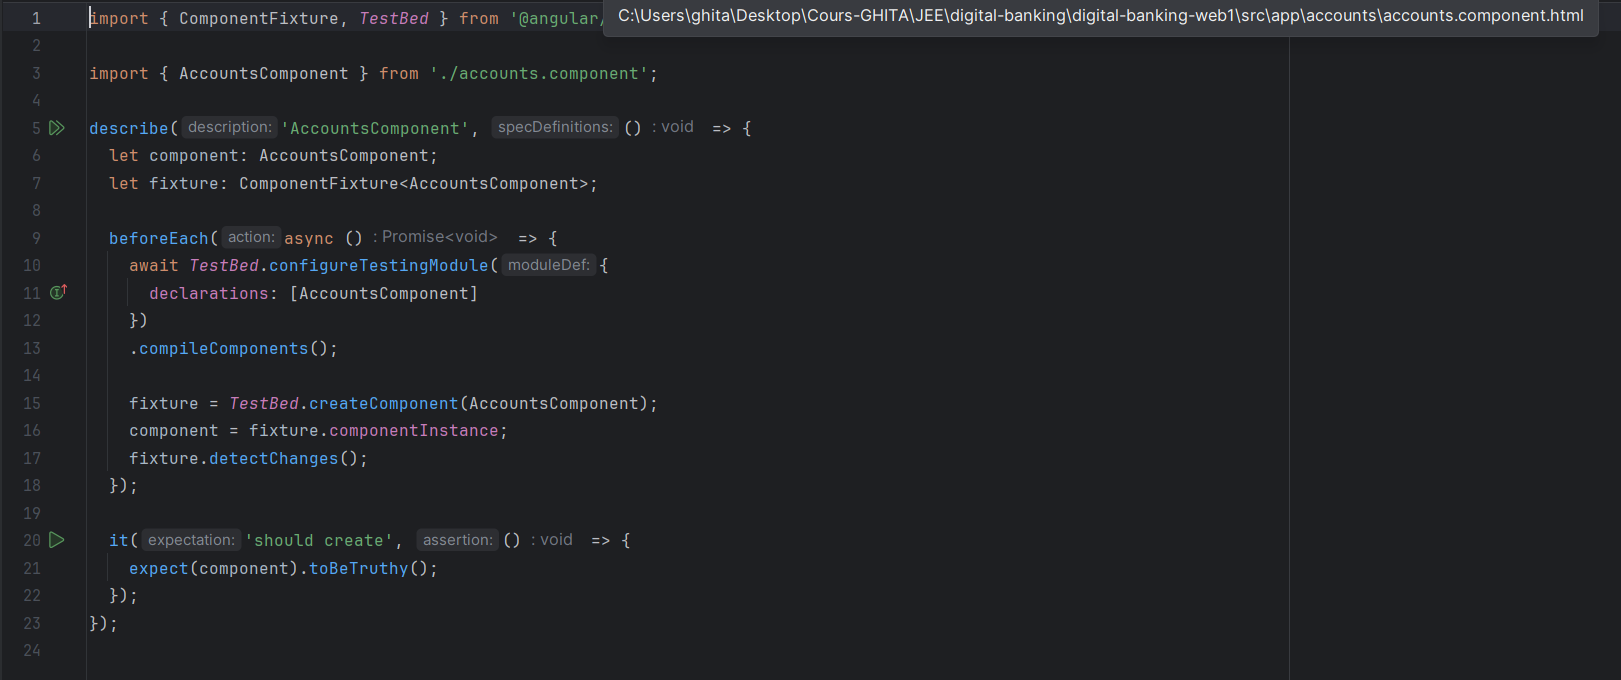 1 import { ComponentFixture, TestBed } from '@angular/
C:\Users\ghita\Desktop\Cours-GHITA\JEE\digital-banking\digital-banking-web1\src\app\accounts\accounts.component.html
2
3 import { AccountsComponent } from './accounts.component';
4
5 describe( description: 'AccountsComponent', specDefinitions: () : void => {
6 let component: AccountsComponent;
7 let fixture: ComponentFixture<AccountsComponent>;
8
9 beforeEach( action: async () : Promise<void> => {
10 await TestBed.configureTestingModule( moduleDef: {
11 declarations: [AccountsComponent]
12 })
13 .compileComponents();
14
15 fixture = TestBed.createComponent(AccountsComponent);
16 component = fixture.componentInstance;
17 fixture.detectChanges();
18 });
19
20 it( expectation: 'should create', assertion: () : void => {
21 expect(component).toBeTruthy();
22 });
23 });
24